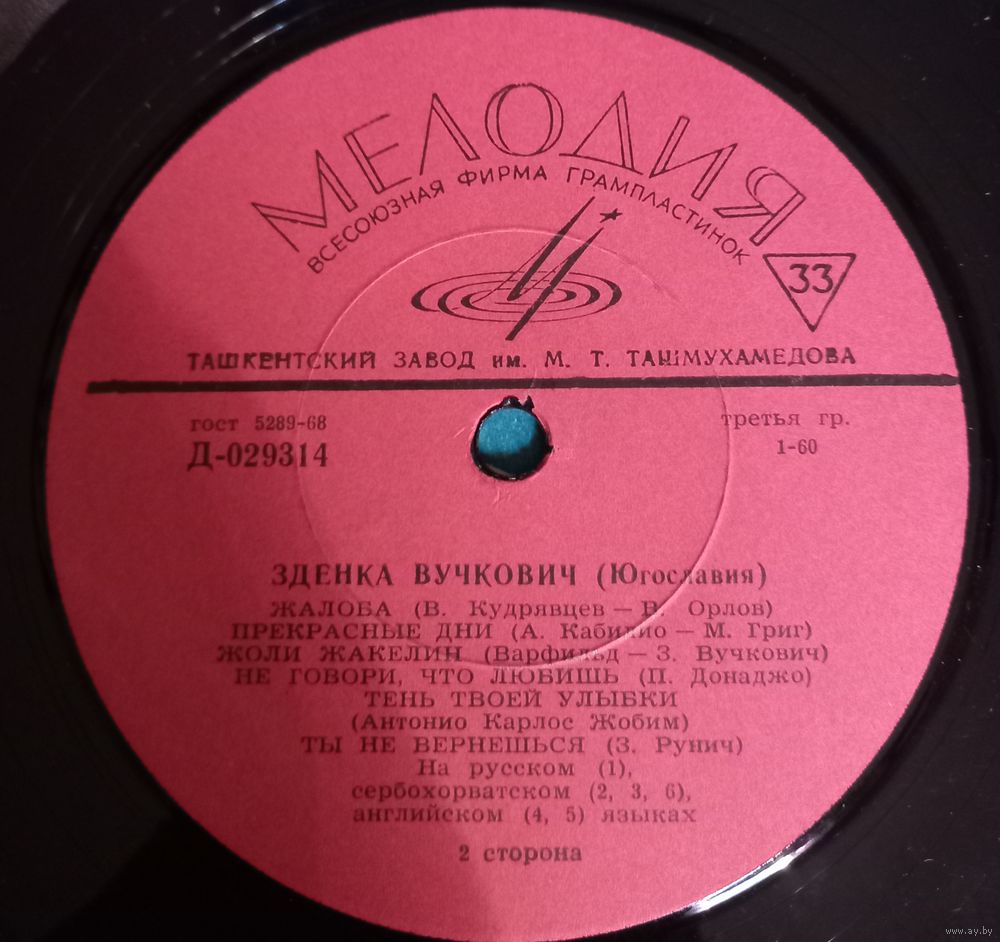 МЕЛОДИЯ
ВСЕСОЮЗНАЯ ФИРМА ГРАМПЛАСТИНОК
33
ТАШКЕНТСКИЙ ЗАВОД им. М. Т. ТАШМУХАМЕДОВА
гост 5289-68
третья гр.
Д-029314
1-60
ЗДЕНКА ВУЧКОВИЧ (Югославия)
ЖАЛОБА (В. Кудрявцев — В. Орлов)
ПРЕКРАСНЫЕ ДНИ (А. Кабилио — М. Григ)
ЖОЛИ ЖАКЕЛИН (Варфильд — З. Вучкович)
НЕ ГОВОРИ, ЧТО ЛЮБИШЬ (П. Донаджо)
ТЕНЬ ТВОЕЙ УЛЫБКИ
(Антонио Карлос Жобим)
ТЫ НЕ ВЕРНЕШЬСЯ (З. Рунич)
На русском (1),
сербохорватском (2, 3, 6),
английском (4, 5) языках
2 сторона
www.ay.by